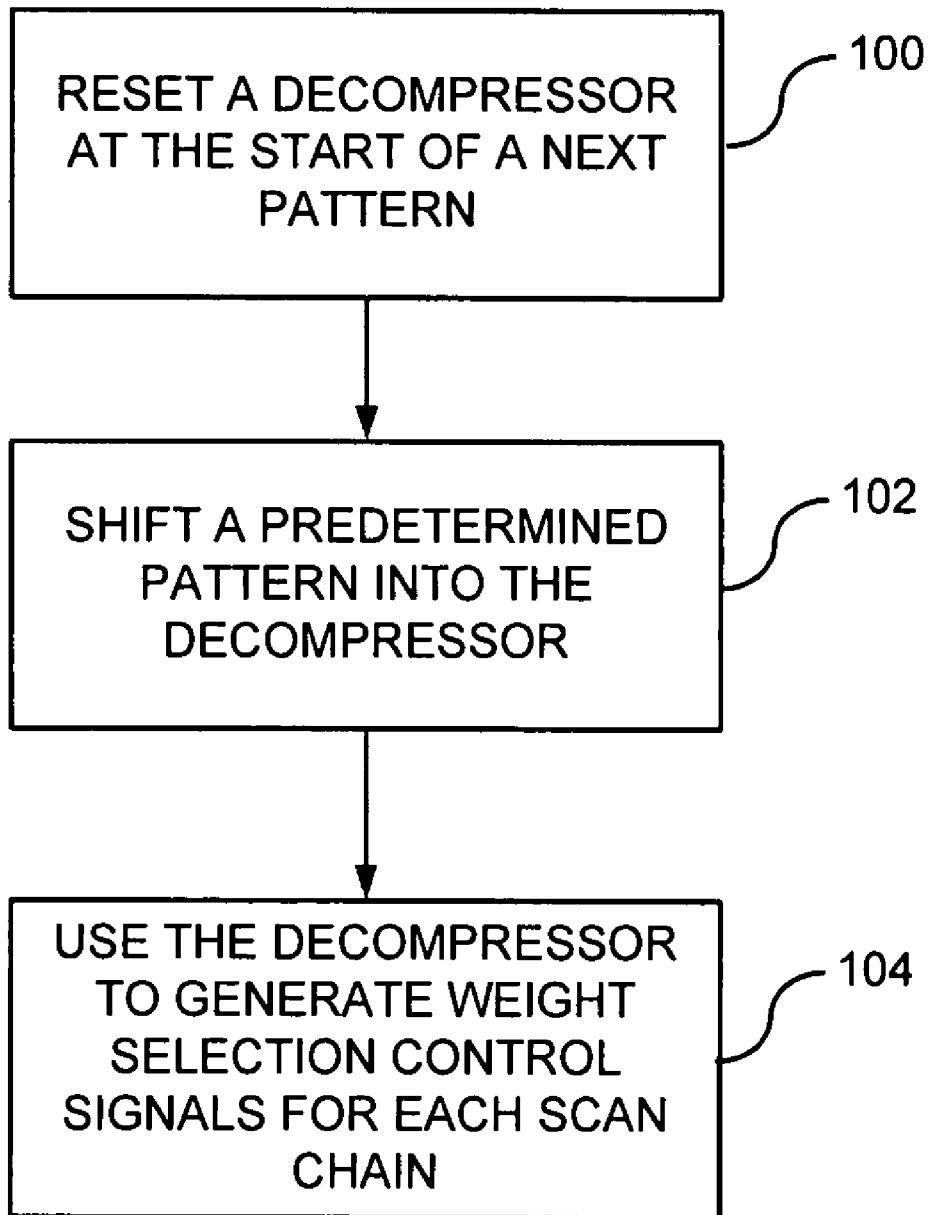 RESET A DECOMPRESSOR
AT THE START OF A NEXT
PATTERN
100
SHIFT A PREDETERMINED
PATTERN INTO THE
DECOMPRESSOR
102
USE THE DECOMPRESSOR
TO GENERATE WEIGHT
SELECTION CONTROL
SIGNALS FOR EACH SCAN
CHAIN
104